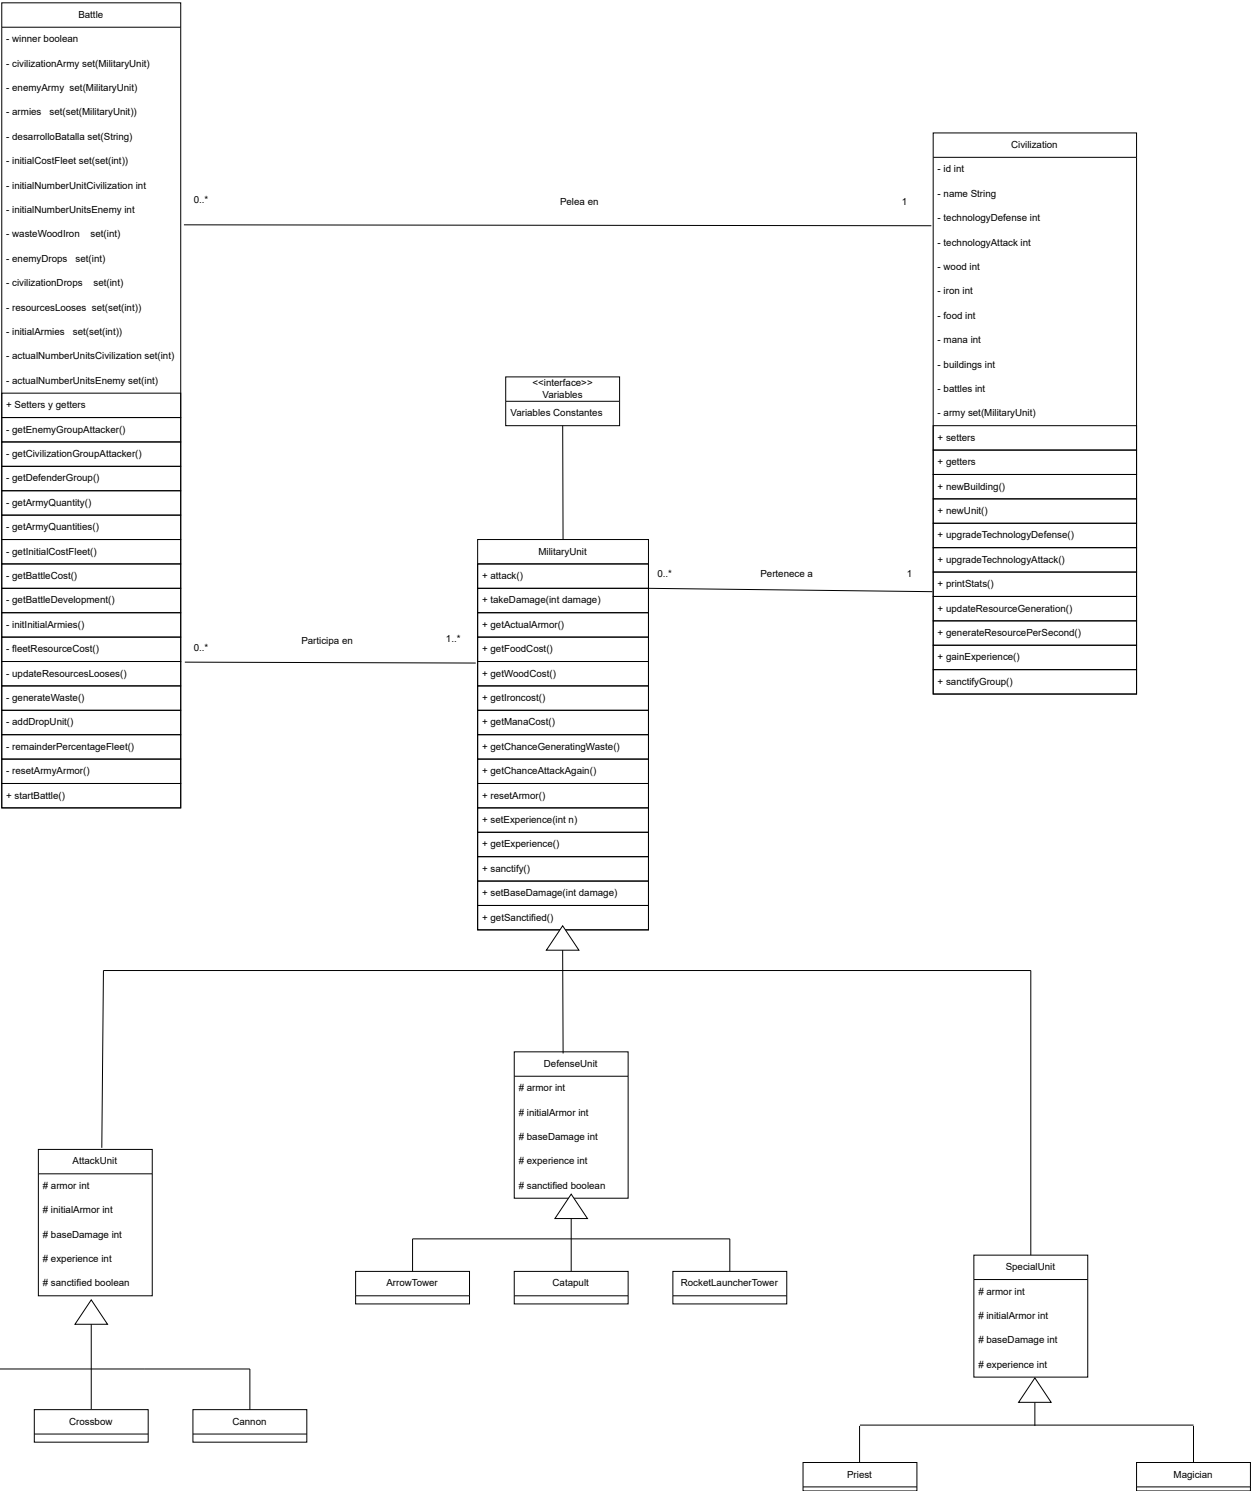 Battle
- winner boolean
- civilizationArmy set(MilitaryUnit)
- enemyArmy  set(MilitaryUnit)
- armies   set(set(MilitaryUnit))
- desarrolloBatalla set(String)
- initialCostFleet set(set(int))
- initialNumberUnitCivilization int
- initialNumberUnitsEnemy int
- wasteWoodIron    set(int)
- enemyDrops   set(int)
- civilizationDrops    set(int)
- resourcesLooses  set(set(int))
- initialArmies   set(set(int))
- actualNumberUnitsCivilization set(int)
- actualNumberUnitsEnemy set(int)
+ Setters y getters
- getEnemyGroupAttacker()
- getCivilizationGroupAttacker()
- getDefenderGroup()
- getArmyQuantity()
- getArmyQuantities()
- getInitialCostFleet()
- getBattleCost()
- getBattleDevelopment()
- initInitialArmies()
- fleetResourceCost()
- updateResourcesLooses()
- generateWaste()
- addDropUnit()
- remainderPercentageFleet()
- resetArmyArmor()
+ startBattle()
0..*
Pelea en
1
Civilization
- id int
- name String
- technologyDefense int
- technologyAttack int
- wood int
- iron int
- food int
- mana int
- buildings int
- battles int
- army set(MilitaryUnit)
+ setters
+ getters
+ newBuilding()
+ newUnit()
+ upgradeTechnologyDefense()
+ upgradeTechnologyAttack()
+ printStats()
+ updateResourceGeneration()
+ generateResourcePerSecond()
+ gainExperience()
+ sanctifyGroup()
<<interface>>
Variables
Variables Constantes
0..*
Pertenece a
1
0..*
Participa en
1..*
MilitaryUnit
+ attack()
+ takeDamage(int damage)
+ getActualArmor()
+ getFoodCost()
+ getWoodCost()
+ getIroncost()
+ getManaCost()
+ getChanceGeneratingWaste()
+ getChanceAttackAgain()
+ resetArmor()
+ setExperience(int n)
+ getExperience()
+ sanctify()
+ setBaseDamage(int damage)
+ getSanctified()
DefenseUnit
# armor int
# initialArmor int
# baseDamage int
# experience int
# sanctified boolean
AttackUnit
# armor int
# initialArmor int
# baseDamage int
# experience int
# sanctified boolean
ArrowTower
Catapult
RocketLauncherTower
SpecialUnit
# armor int
# initialArmor int
# baseDamage int
# experience int
Crossbow
Cannon
Priest
Magician